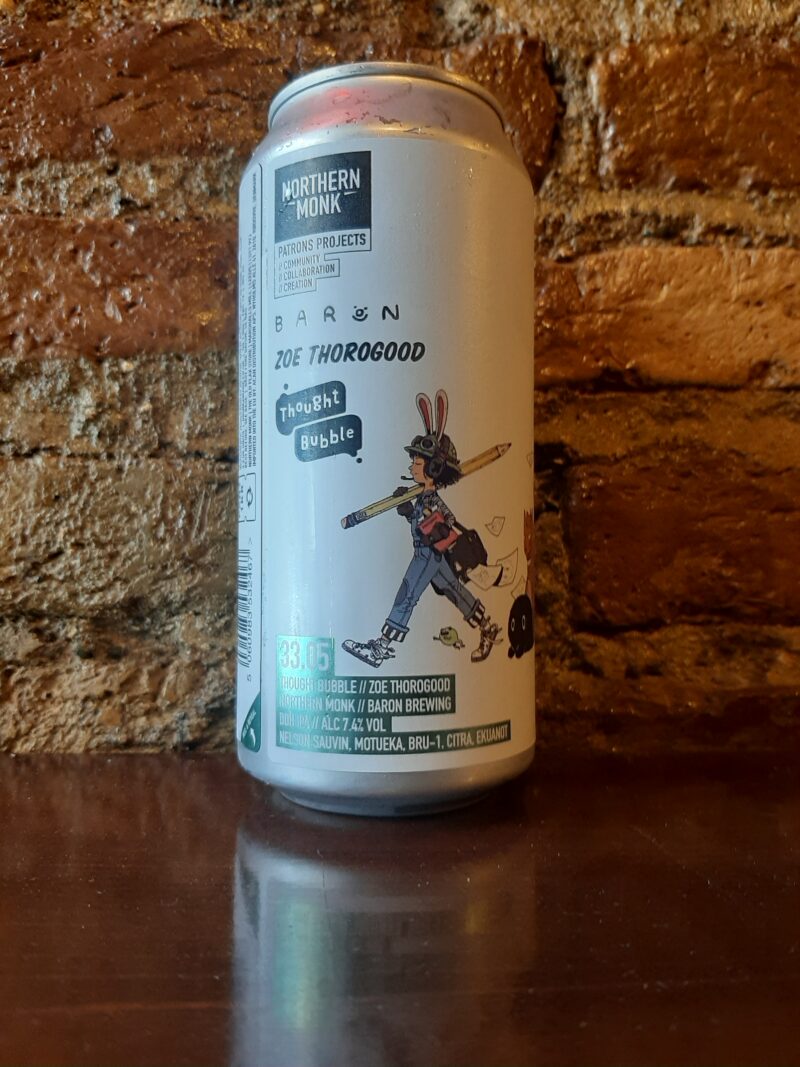 NORTHERN
MONK
PATRONS PROJECTS
// COMMUNITY
// COLLABORATION
// CREATION
BARON
ZOE THOROGOOD
Thought
Bubble
33.05
THOUGHT BUBBLE // ZOE THOROGOOD
NORTHERN MONK // BARON BREWING
DDH IPA // ALC 7.4% VOL
NELSON SAUVIN, MOTUEKA, BRU-1, CITRA, EKUANOT